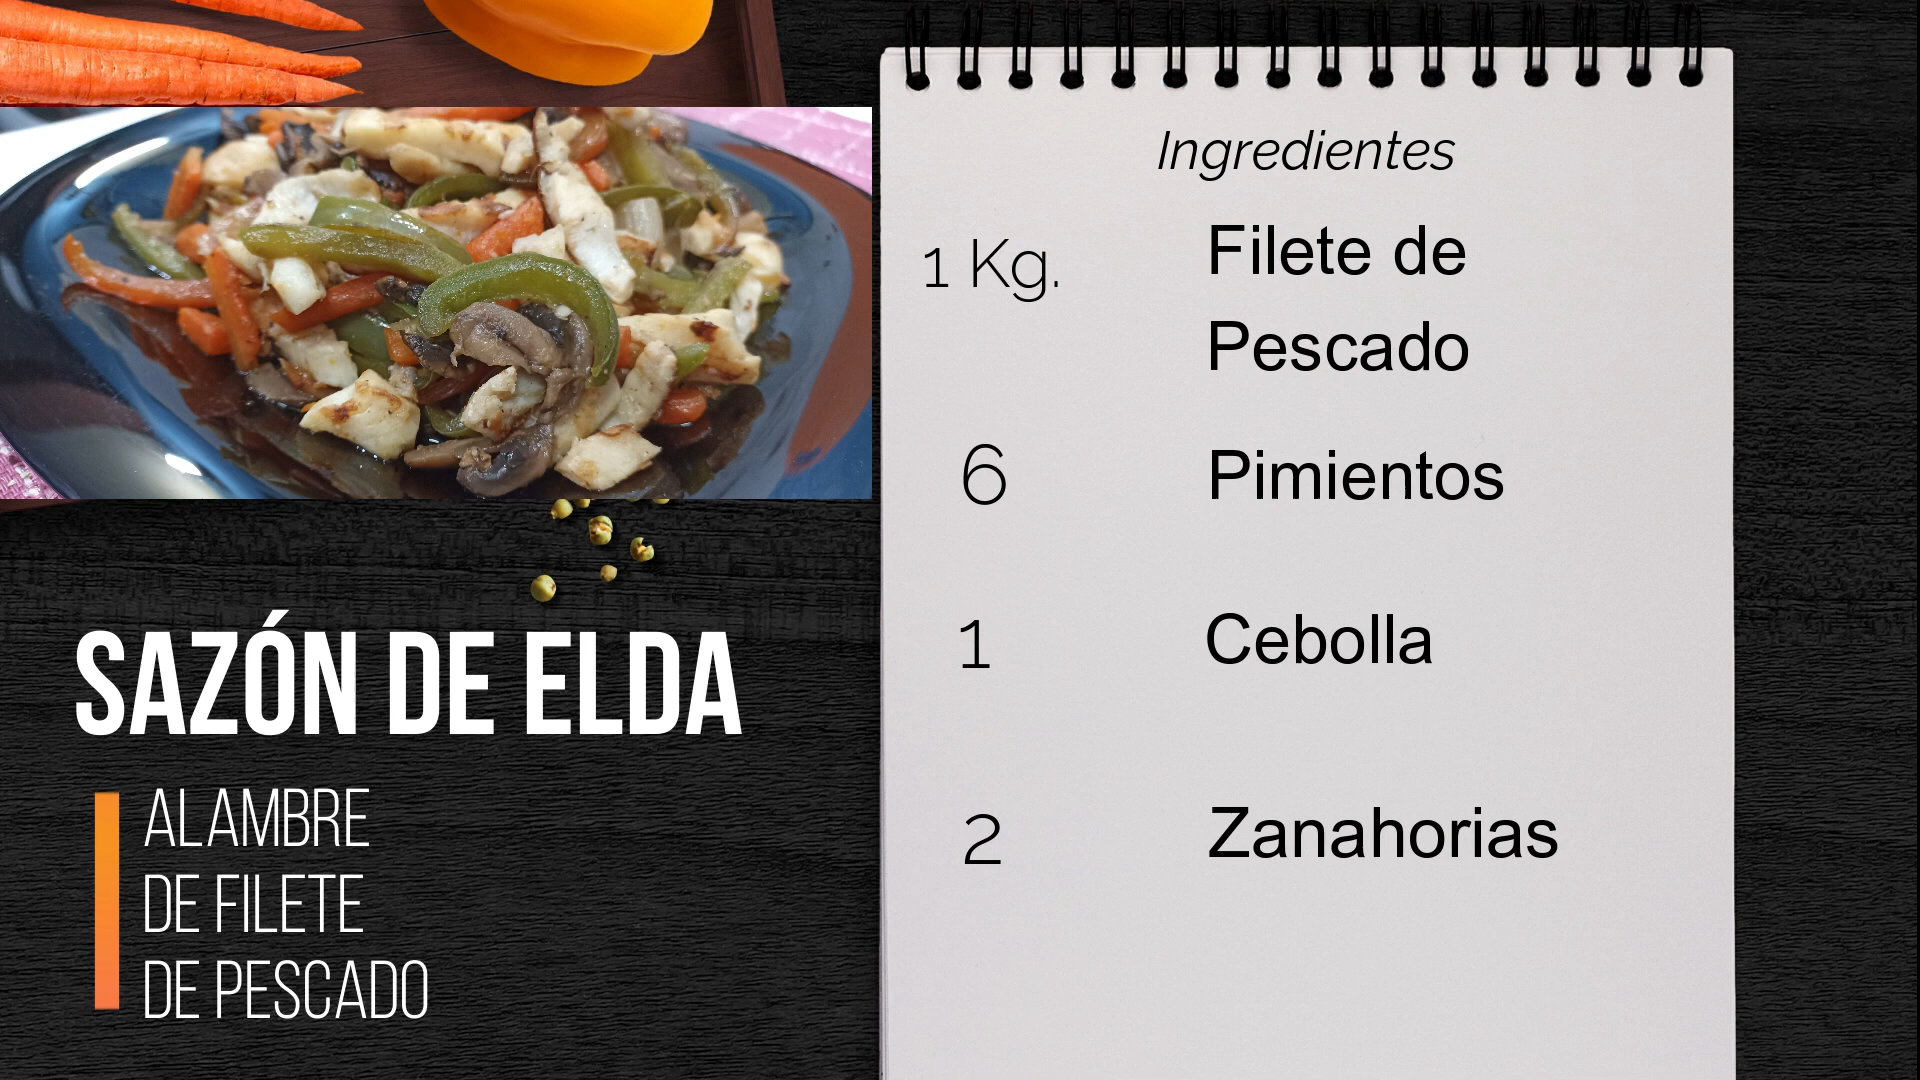 Ingredientes
1 Kg. Filete de
Pescado
6 Pimientos
1 Cebolla
2 Zanahorias
SAZÓN DE ELDA
ALAMBRE
DE FILETE
DE PESCADO